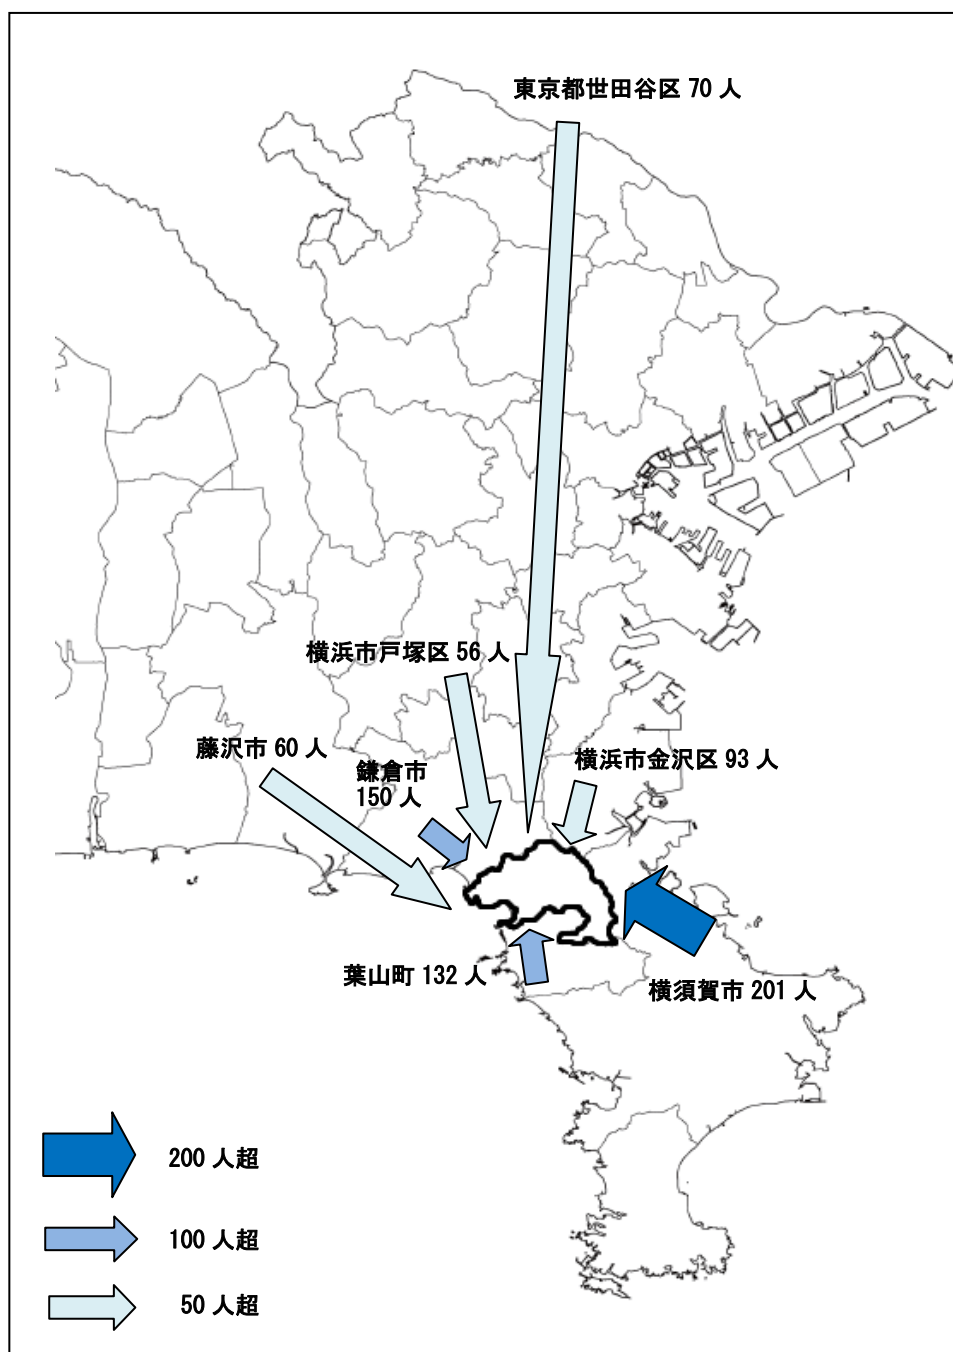 東京都世田谷区 70 人
横浜市戸塚区 56 人
藤沢市 60 人
鎌倉市
150 人
横浜市金沢区 93 人
葉山町 132 人
横須賀市 201 人
200 人超
100 人超
50 人超